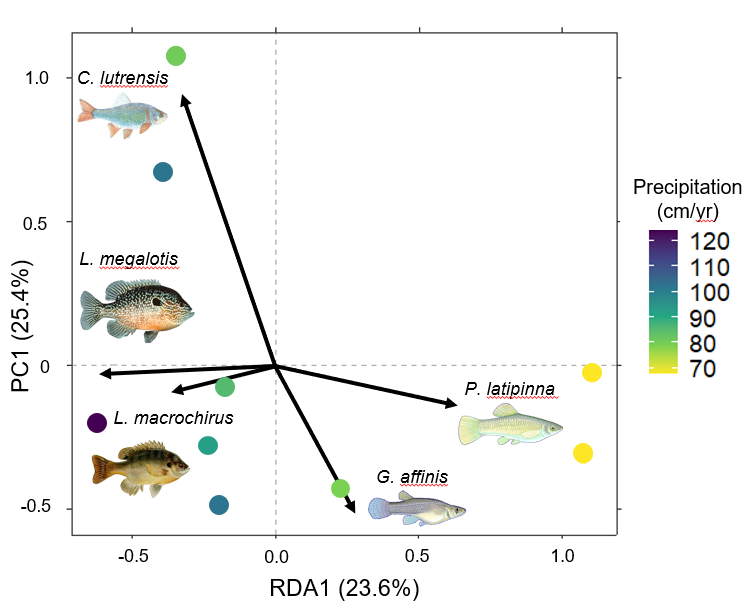 C. lutrensis
L. megalotis
L. macrochirus
P. latipinna
G. affinis
1.0
0.5
0
-0.5
PC1 (25.4%)
-0.5
0.0
0.5
1.0
RDA1 (23.6%)
Precipitation
(cm/yr)
120
110
100
90
80
70